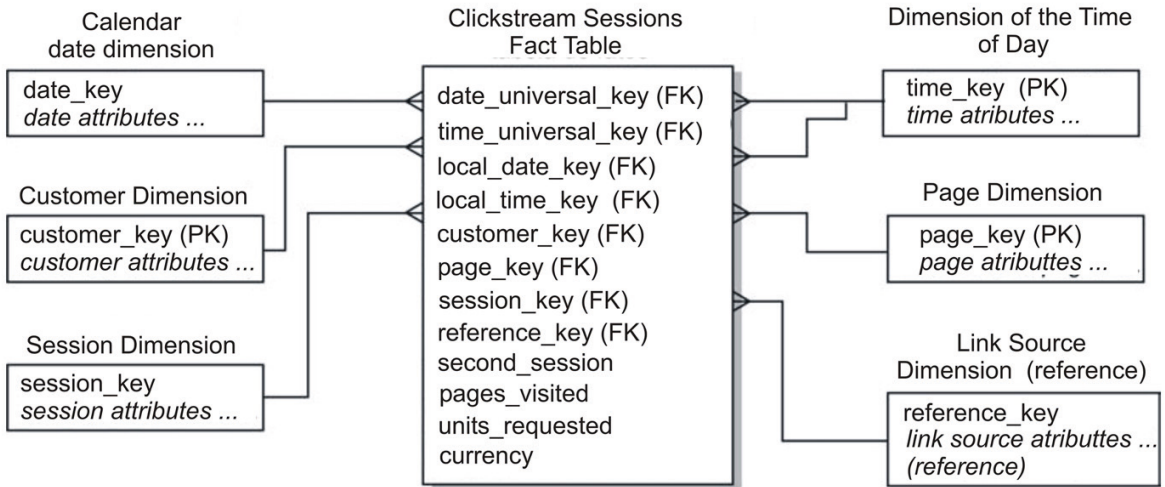 Calendar
date dimension
date_key
date attributes ...
Customer Dimension
customer_key (PK)
customer attributes ...
Session Dimension
session_key
session attributes ...
Clickstream Sessions
Fact Table
date_universal_key (FK)
time_universal_key (FK)
local_date_key (FK)
local_time_key (FK)
customer_key (FK)
page_key (FK)
session_key (FK)
reference_key (FK)
second_session
pages_visited
units_requested
currency
Dimension of the Time
of Day
time_key (PK)
time atributes ...
Page Dimension
page_key (PK)
page atributtes ...
Link Source
Dimension (reference)
reference_key
link source atributtes ...
(reference)